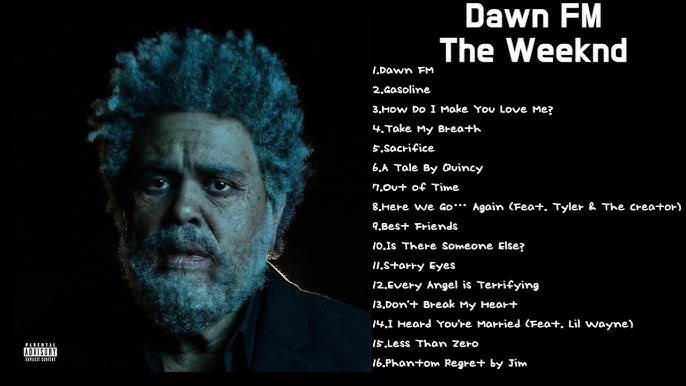 Dawn FM
The Weeknd
1.Dawn FM
2.Gasoline
3.How Do I Make You Love Me?
4.Take My Breath
5.Sacrifice
6.A Tale By Quincy
7.Out of Time
8.Here We Go… Again (Feat. Tyler & The Creator)
9.Best Friends
10.Is There Someone Else?
11.Starry Eyes
12.Every Angel is Terrifying
13.Don't Break My Heart
14.I Heard You're Married (Feat. Lil Wayne)
15.Less Than Zero
16.Phantom Regret by Jim
PARENTAL
ADVISORY
EXPLICIT CONTENT